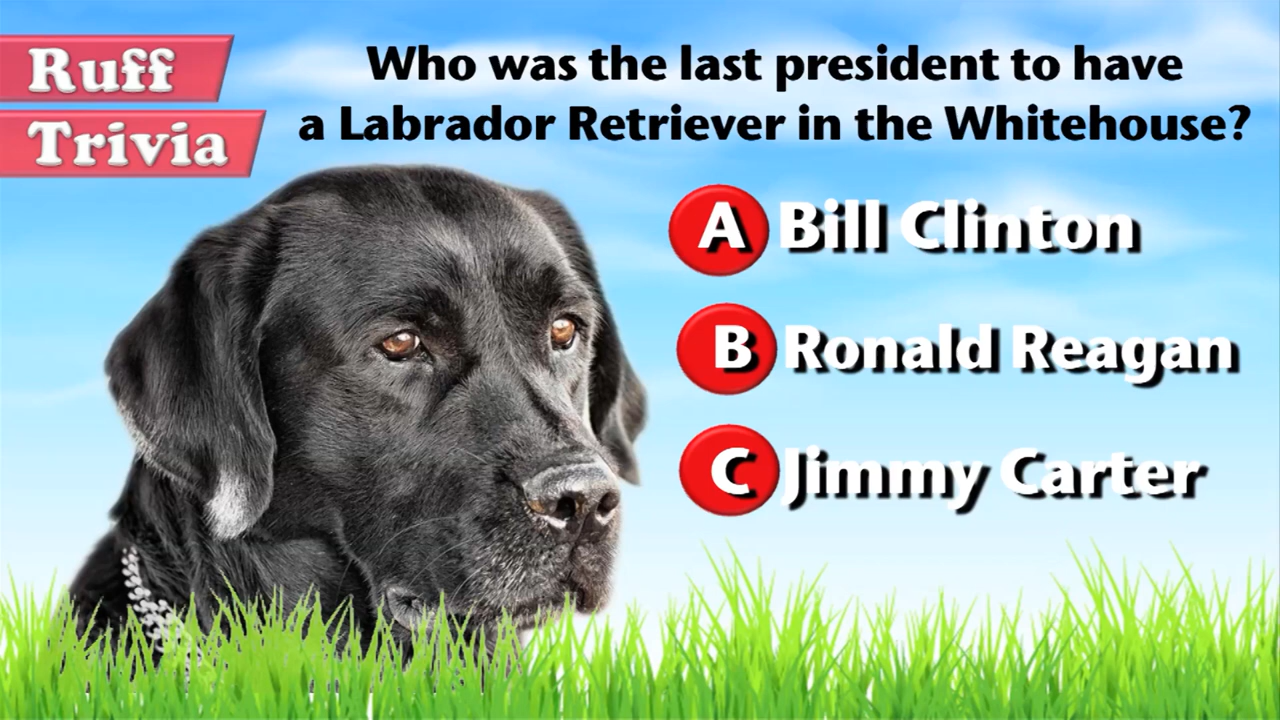 Ruff
Trivia
Who was the last president to have
a Labrador Retriever in the Whitehouse?
A Bill Clinton
B Ronald Reagan
C Jimmy Carter